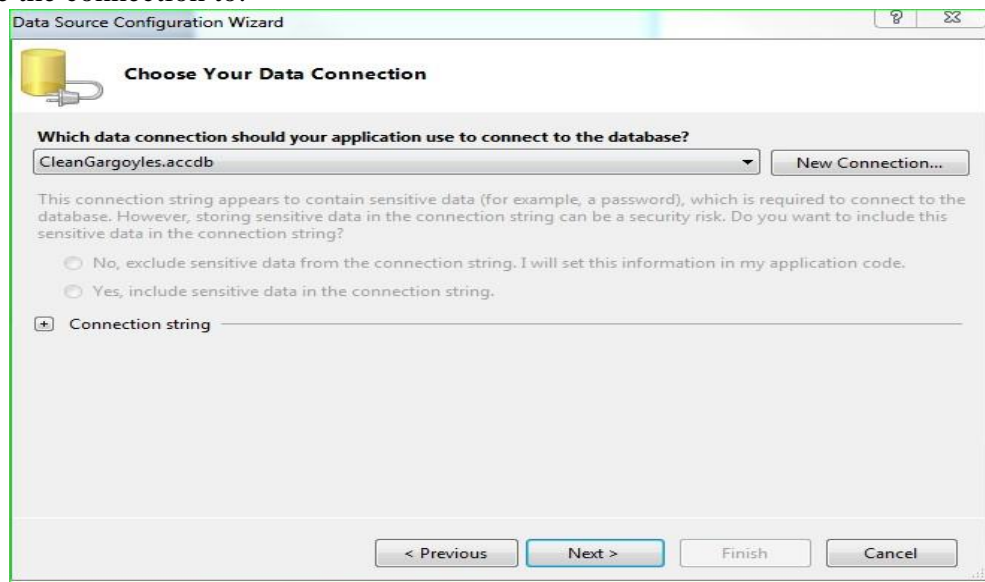 e the connection to.
Data Source Configuration Wizard
Choose Your Data Connection
Which data connection should your application use to connect to the database?
CleanGargoyles.accdb
New Connection...
This connection string appears to contain sensitive data (for example, a password), which is required to connect to the
database. However, storing sensitive data in the connection string can be a security risk. Do you want to include this
sensitive data in the connection string?
No, exclude sensitive data from the connection string. I will set this information in my application code.
Yes, include sensitive data in the connection string.
Connection string
< Previous
Next >
Finish
Cancel